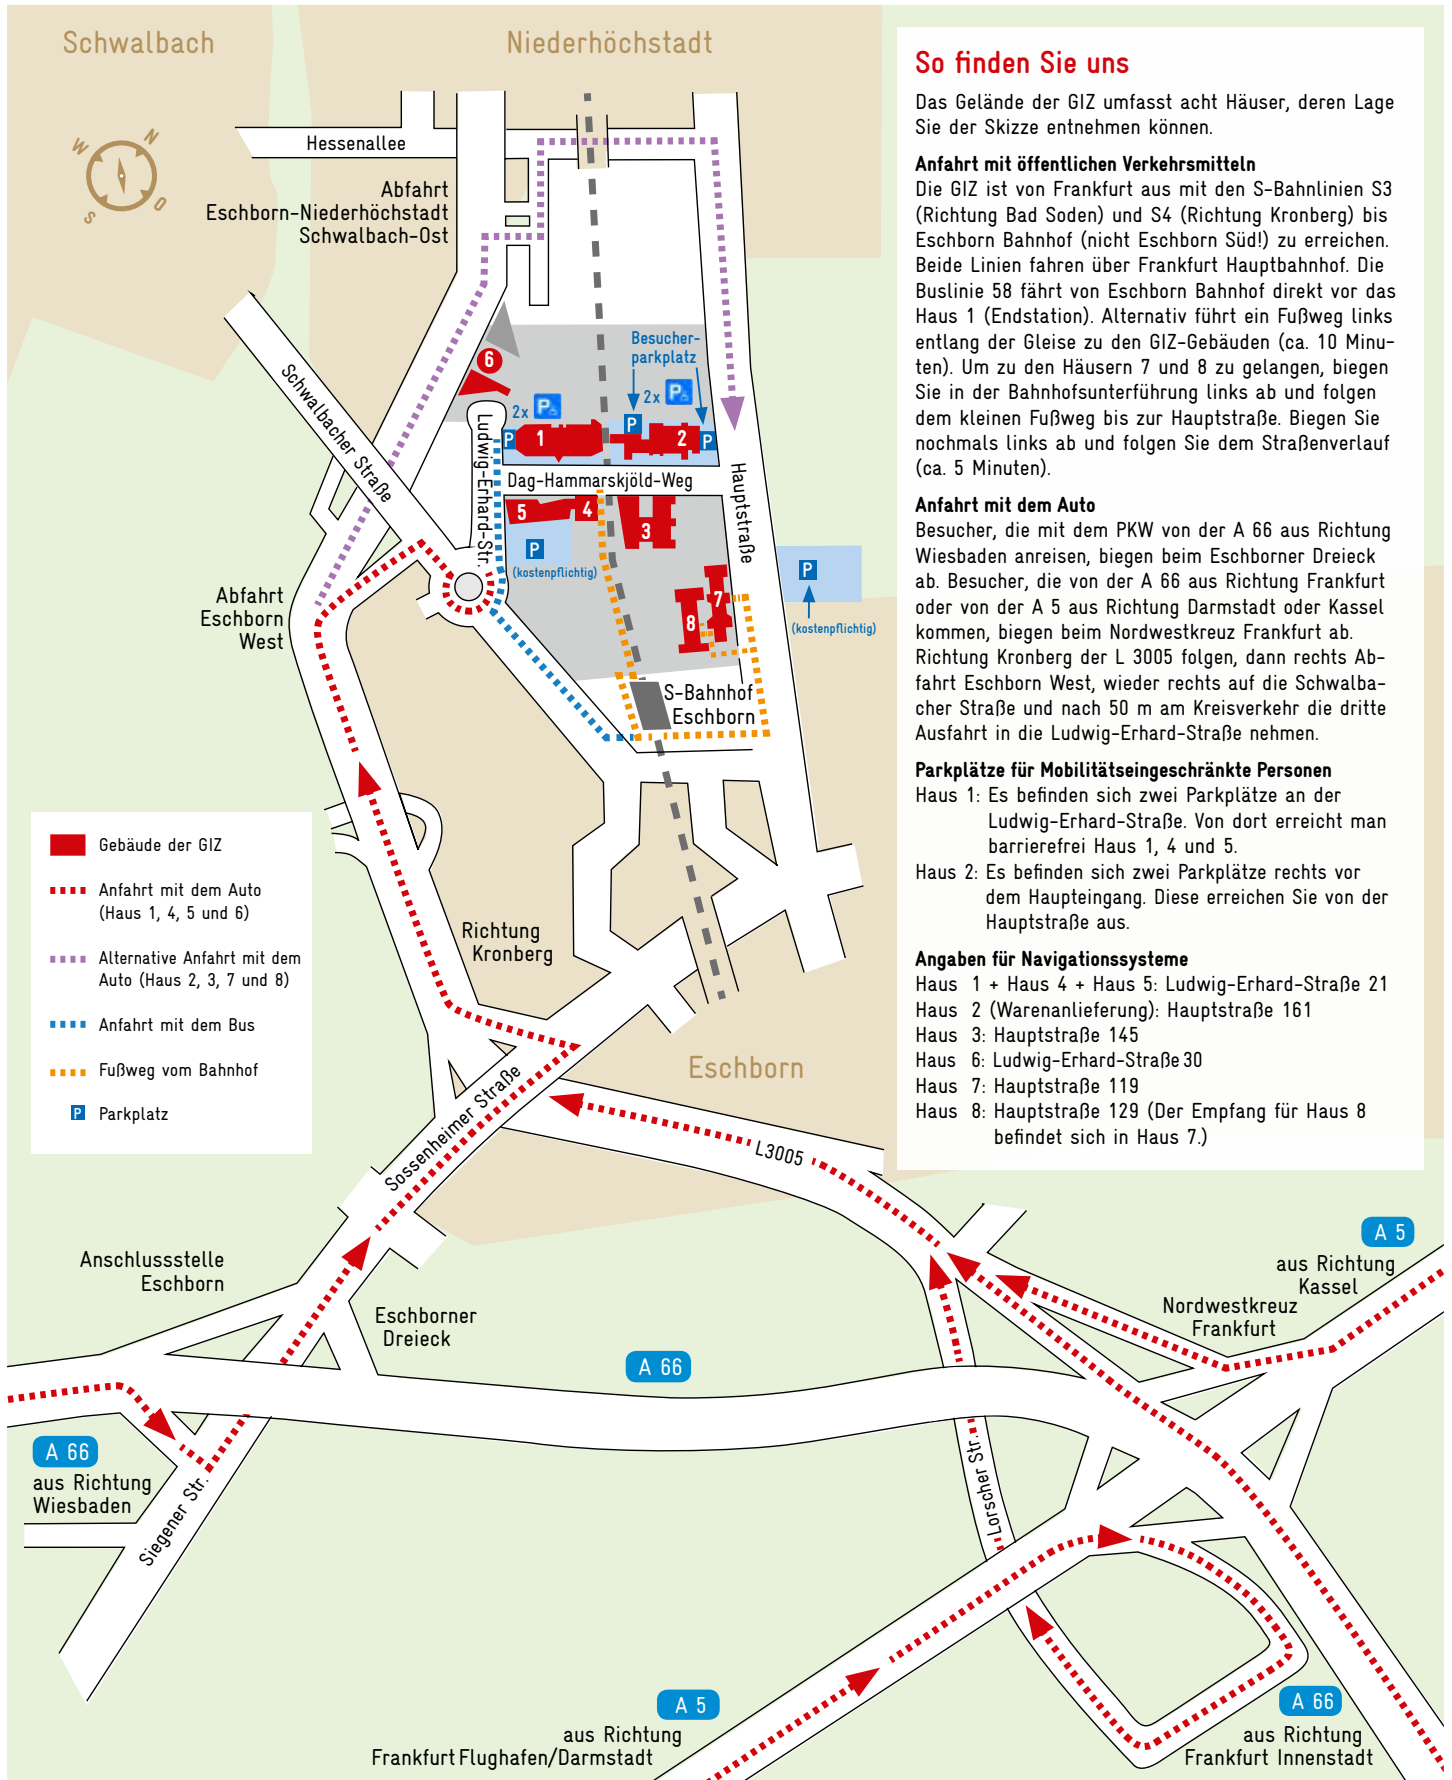 Schwalbach
Niederhöchstadt
N
W
O
S
Hessenallee
Abfahrt
Eschborn-Niederhöchstadt
Schwalbach-Ost
Schwalbacher Straße
6
Besucher-
parkplatz
2x P
2x P
P
P
P
1
2
Ludwig-Erhard-Str.
Dag-Hammarskjöld-Weg
Hauptstraße
5
4
3
P
(kostenpflichtig)
P
(kostenpflichtig)
7
8
Abfahrt
Eschborn
West
S-Bahnhof
Eschborn
Gebäude der GIZ
Anfahrt mit dem Auto
(Haus 1, 4, 5 und 6)
Alternative Anfahrt mit dem
Auto (Haus 2, 3, 7 und 8)
Anfahrt mit dem Bus
Fußweg vom Bahnhof
P Parkplatz
Richtung
Kronberg
Eschborn
Sossenheimer Straße
L3005
Anschlussstelle
Eschborn
Eschborner
Dreieck
A 66
A 66
aus Richtung
Wiesbaden
Siegener Str.
Lorscher Str.
A 5
aus Richtung
Kassel
Nordwestkreuz
Frankfurt
A 5
aus Richtung
Frankfurt Flughafen/Darmstadt
A 66
aus Richtung
Frankfurt Innenstadt
So finden Sie uns
Das Gelände der GIZ umfasst acht Häuser, deren Lage
Sie der Skizze entnehmen können.
Anfahrt mit öffentlichen Verkehrsmitteln
Die GIZ ist von Frankfurt aus mit den S-Bahnlinien S3
(Richtung Bad Soden) und S4 (Richtung Kronberg) bis
Eschborn Bahnhof (nicht Eschborn Süd!) zu erreichen.
Beide Linien fahren über Frankfurt Hauptbahnhof. Die
Buslinie 58 fährt von Eschborn Bahnhof direkt vor das
Haus 1 (Endstation). Alternativ führt ein Fußweg links
entlang der Gleise zu den GIZ-Gebäuden (ca. 10 Minu-
ten). Um zu den Häusern 7 und 8 zu gelangen, biegen
Sie in der Bahnhofsunterführung links ab und folgen
dem kleinen Fußweg bis zur Hauptstraße. Biegen Sie
nochmals links ab und folgen Sie dem Straßenverlauf
(ca. 5 Minuten).
Anfahrt mit dem Auto
Besucher, die mit dem PKW von der A 66 aus Richtung
Wiesbaden anreisen, biegen beim Eschborner Dreieck
ab. Besucher, die von der A 66 aus Richtung Frankfurt
oder von der A 5 aus Richtung Darmstadt oder Kassel
kommen, biegen beim Nordwestkreuz Frankfurt ab.
Richtung Kronberg der L 3005 folgen, dann rechts Ab-
fahrt Eschborn West, wieder rechts auf die Schwalba-
cher Straße und nach 50 m am Kreisverkehr die dritte
Ausfahrt in die Ludwig-Erhard-Straße nehmen.
Parkplätze für Mobilitätseingeschränkte Personen
Haus 1: Es befinden sich zwei Parkplätze an der
Ludwig-Erhard-Straße. Von dort erreicht man
barrierefrei Haus 1, 4 und 5.
Haus 2: Es befinden sich zwei Parkplätze rechts vor
dem Haupteingang. Diese erreichen Sie von der
Hauptstraße aus.
Angaben für Navigationssysteme
Haus 1 + Haus 4 + Haus 5: Ludwig-Erhard-Straße 21
Haus 2 (Warenanlieferung): Hauptstraße 161
Haus 3: Hauptstraße 145
Haus 6: Ludwig-Erhard-Straße 30
Haus 7: Hauptstraße 119
Haus 8: Hauptstraße 129 (Der Empfang für Haus 8
befindet sich in Haus 7.)